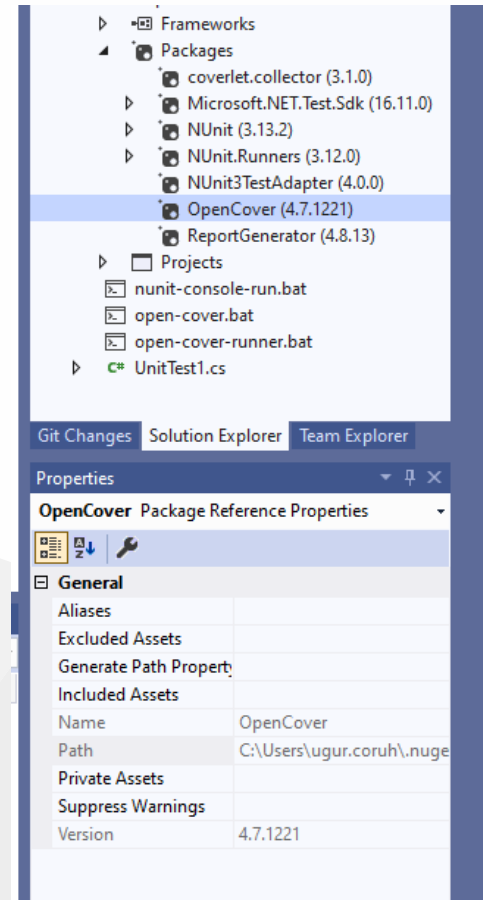 Frameworks
Packages
coverlet.collector (3.1.0)
Microsoft.NET.Test.Sdk (16.11.0)
NUnit (3.13.2)
NUnit.Runners (3.12.0)
NUnit3TestAdapter (4.0.0)
OpenCover (4.7.1221)
ReportGenerator (4.8.13)
Projects
nunit-console-run.bat
open-cover.bat
open-cover-runner.bat
C# UnitTest1.cs
Git Changes Solution Explorer Team Explorer
Properties
OpenCover Package Reference Properties
General
Aliases
Excluded Assets
Generate Path Property
Included Assets
Name OpenCover
Path C:\Users\ugur.coruh\.nuge
Private Assets
Suppress Warnings
Version 4.7.1221